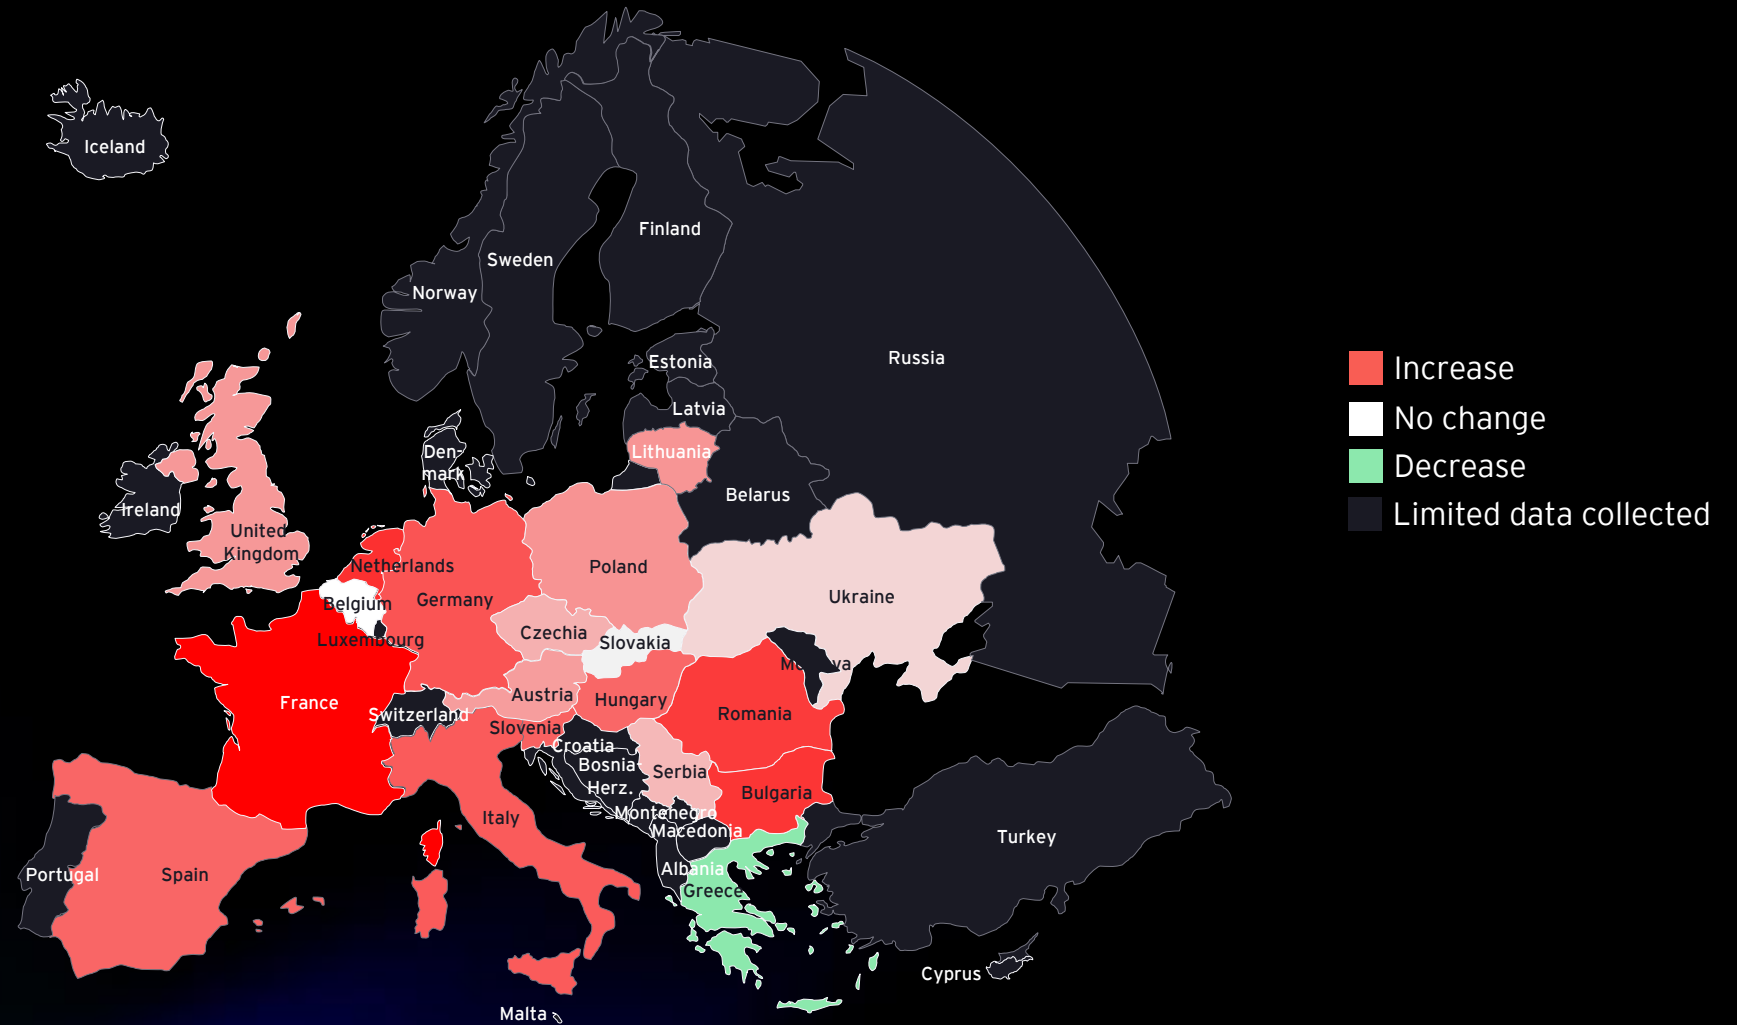 Iceland
Finland
Sweden
Norway
Russia
Estonia
Latvia
Den-
mark
Lithuania
Belarus
Ireland
United
Kingdom
Netherlands
Poland
Germany
Belgium
Ukraine
Luxembourg
Czechia
Slovakia
Moldova
France
Austria
Hungary
Switzerland
Romania
Slovenia
Croatia
Bosnia-
Herz.
Serbia
Bulgaria
Montenegro
Italy
Macedonia
Turkey
Portugal
Spain
Albania
Greece
Cyprus
Malta
Increase
No change
Decrease
Limited data collected